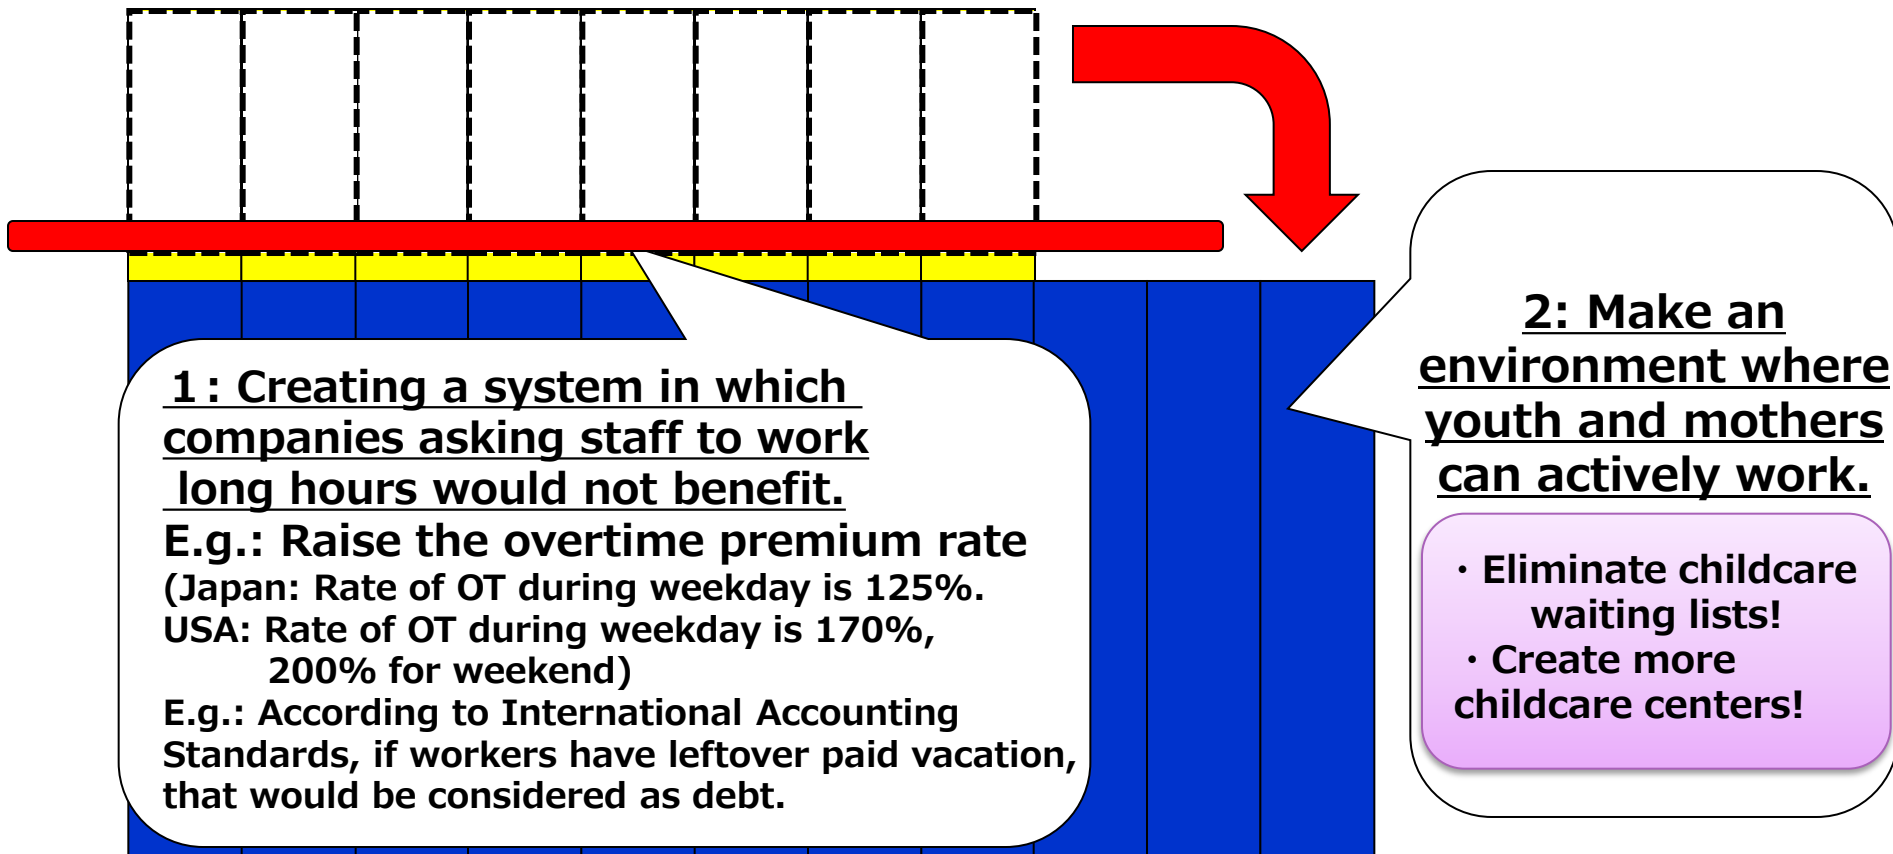 １: Creating a system in which
companies asking staff to work
long hours would not benefit.
E.g.: Raise the overtime premium rate
(Japan: Rate of OT during weekday is 125%.
USA: Rate of OT during weekday is 170%,
200% for weekend)
E.g.: According to International Accounting
Standards, if workers have leftover paid vacation,
that would be considered as debt.
2: Make an
environment where
youth and mothers
can actively work.
・Eliminate childcare
waiting lists!
・Create more
childcare centers!